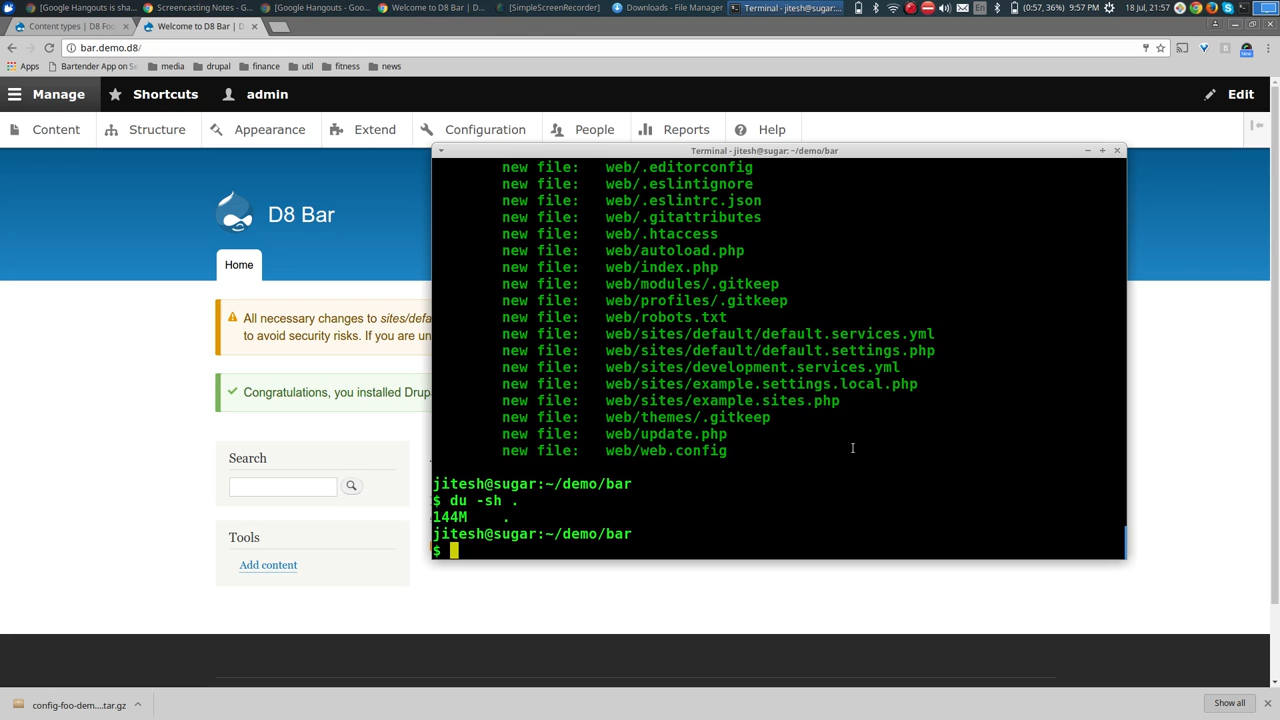 [Google Hangouts is sha...
Screencasting Notes - G...
[Google Hangouts - Goo...
Welcome to D8 Bar | D...
[SimpleScreenRecorder]
Downloads - File Manager
Terminal - jitesh@sugar:...
En
(0:57, 36%) 9:57 PM
18 Jul, 21:57
Content types | D8 Foo
Welcome to D8 Bar | D8
bar.demo.d8/
Apps
Bartender App on Se
media
drupal
finance
util
fitness
news
Manage
Shortcuts
admin
Edit
Content
Structure
Appearance
Extend
Configuration
People
Reports
Help
D8 Bar
Home
All necessary changes to sites/defa
to avoid security risks. If you are un
Congratulations, you installed Drup
Search
Tools
Add content
Terminal - jitesh@sugar: ~/demo/bar
new file: web/.editorconfig
new file: web/.eslintignore
new file: web/.eslintrc.json
new file: web/.gitattributes
new file: web/.htaccess
new file: web/autoload.php
new file: web/index.php
new file: web/modules/.gitkeep
new file: web/profiles/.gitkeep
new file: web/robots.txt
new file: web/sites/default/default.services.yml
new file: web/sites/default/default.settings.php
new file: web/sites/development.services.yml
new file: web/sites/example.settings.local.php
new file: web/sites/example.sites.php
new file: web/themes/.gitkeep
new file: web/update.php
new file: web/web.config
jitesh@sugar:~/demo/bar
$ du -sh .
144M .
jitesh@sugar:~/demo/bar
$
config-foo-dem....tar.gz
Show all